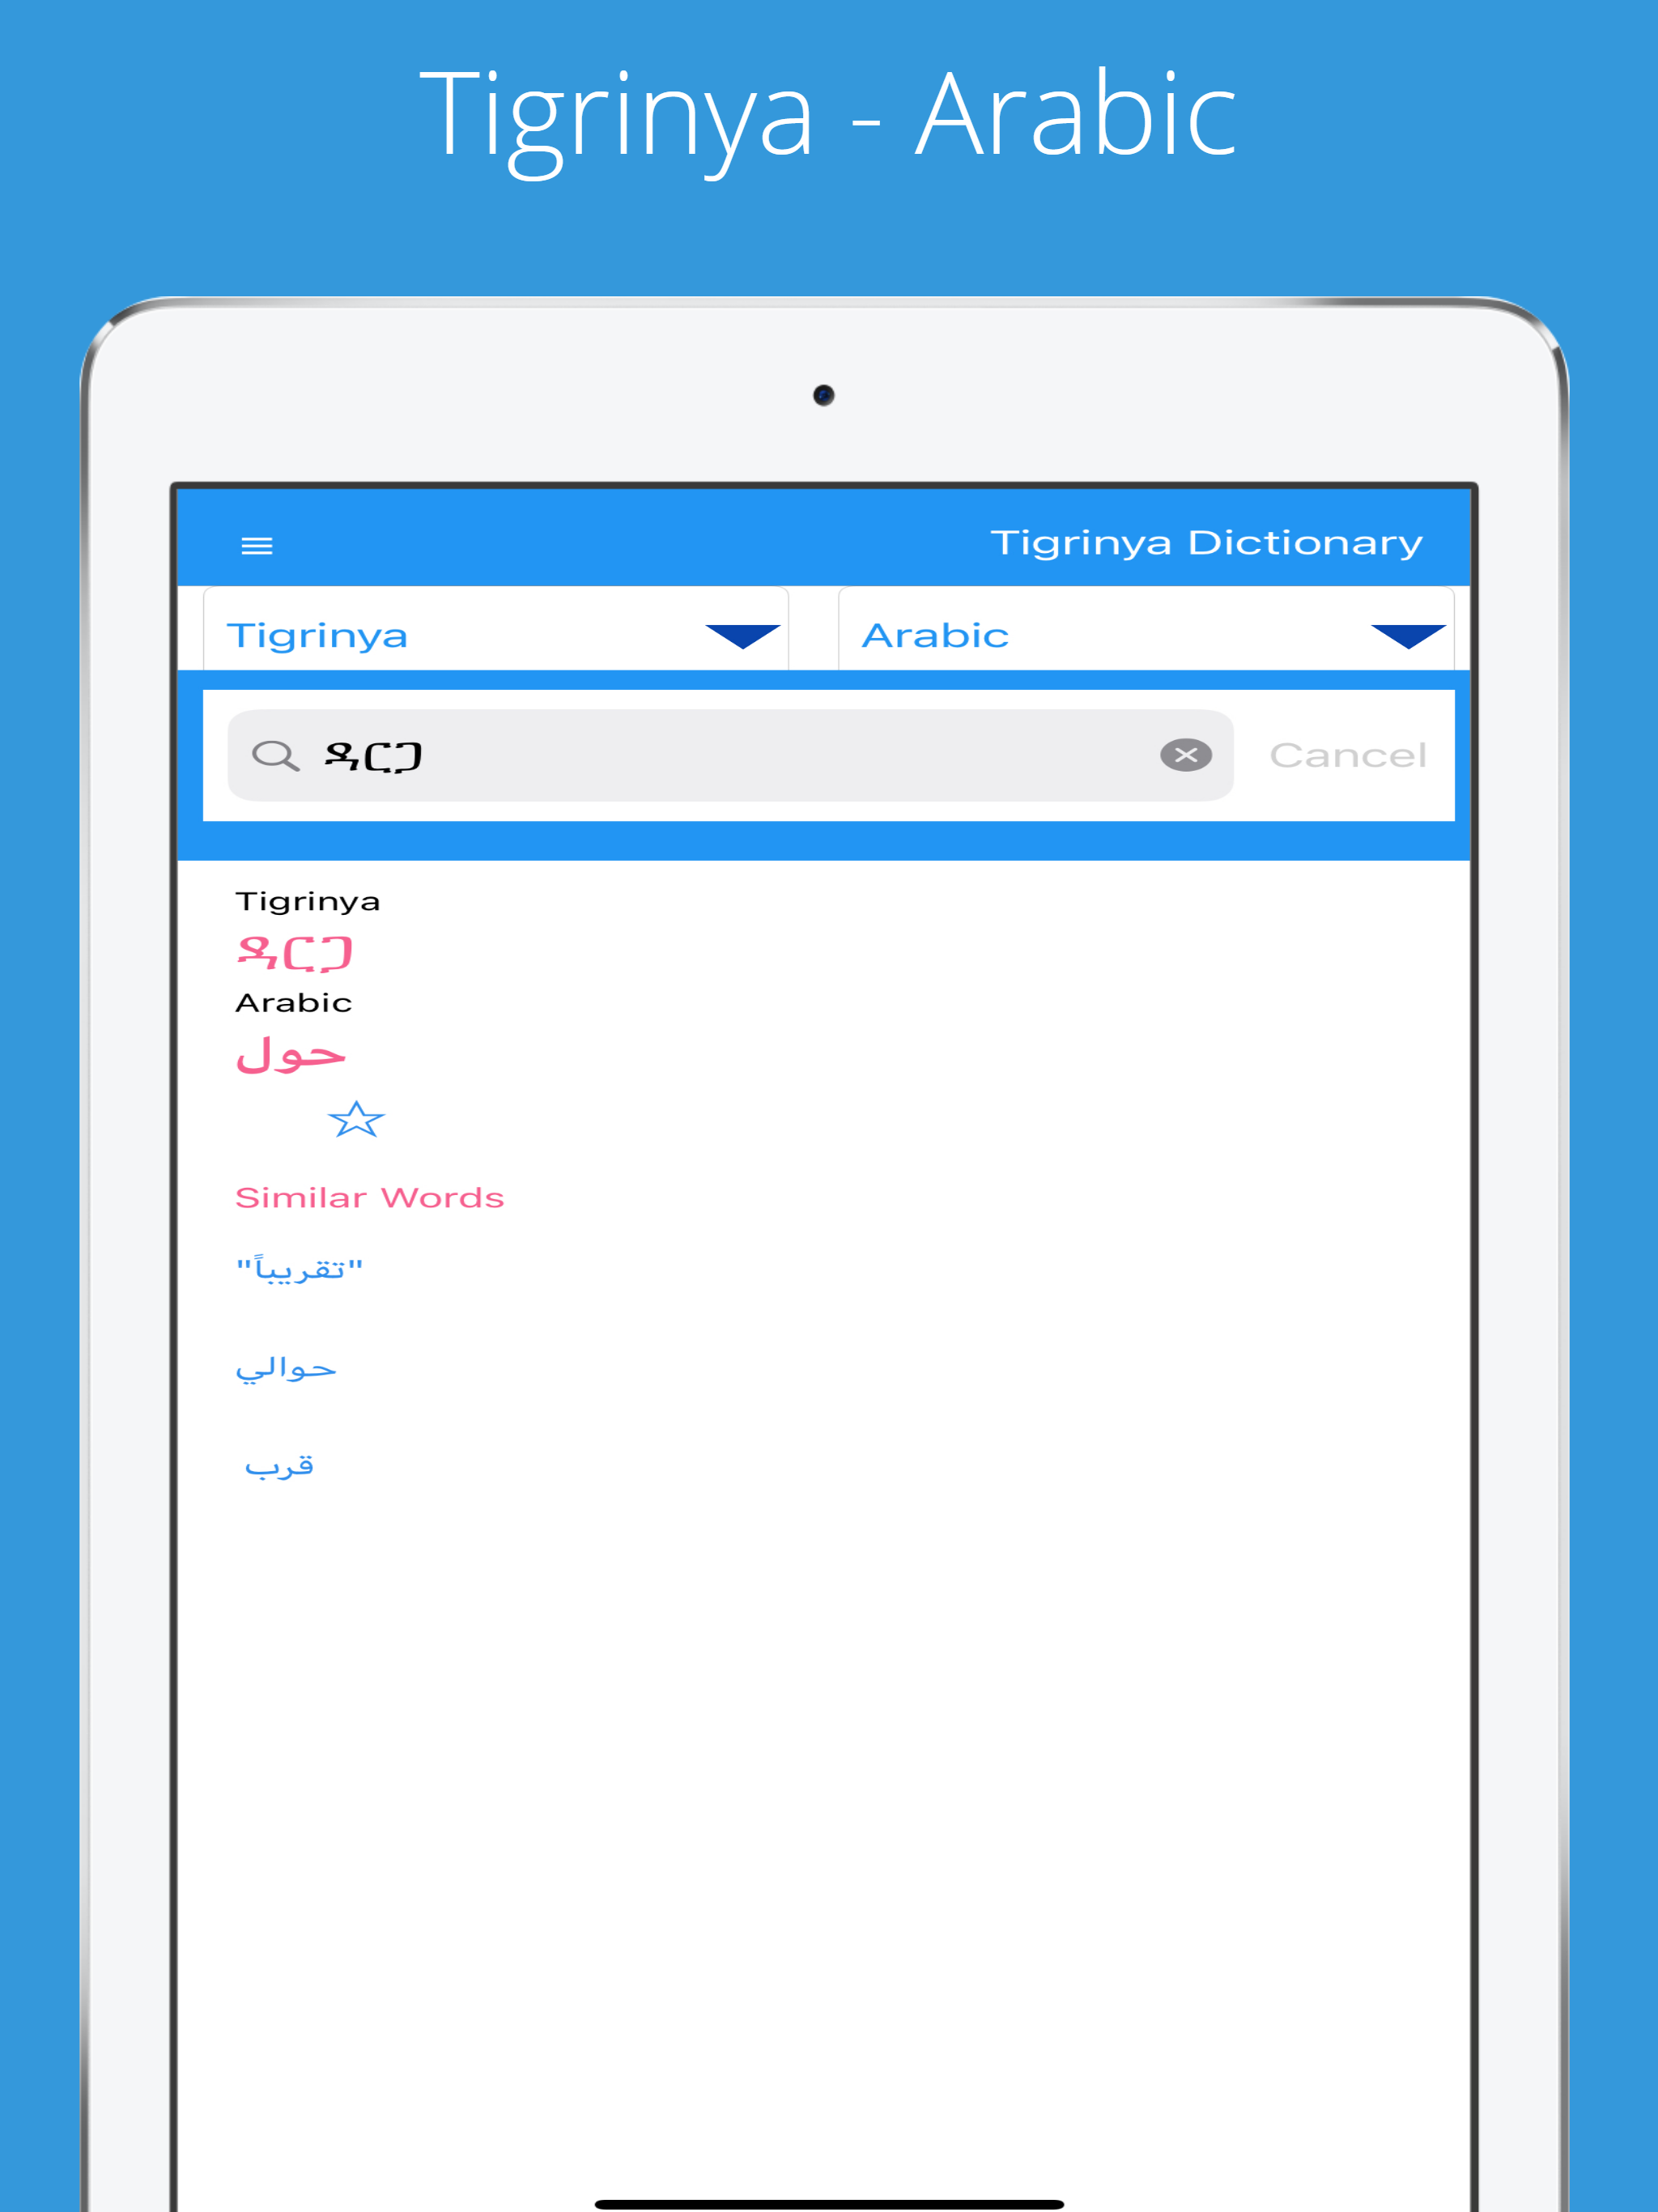 Tigrinya - Arabic
Tigrinya Dictionary
Tigrinya
Arabic
ዳርጋ
Cancel
Tigrinya
ዳርጋ
Arabic
حول
Similar Words
"تقريباً"
حوالي
قرب